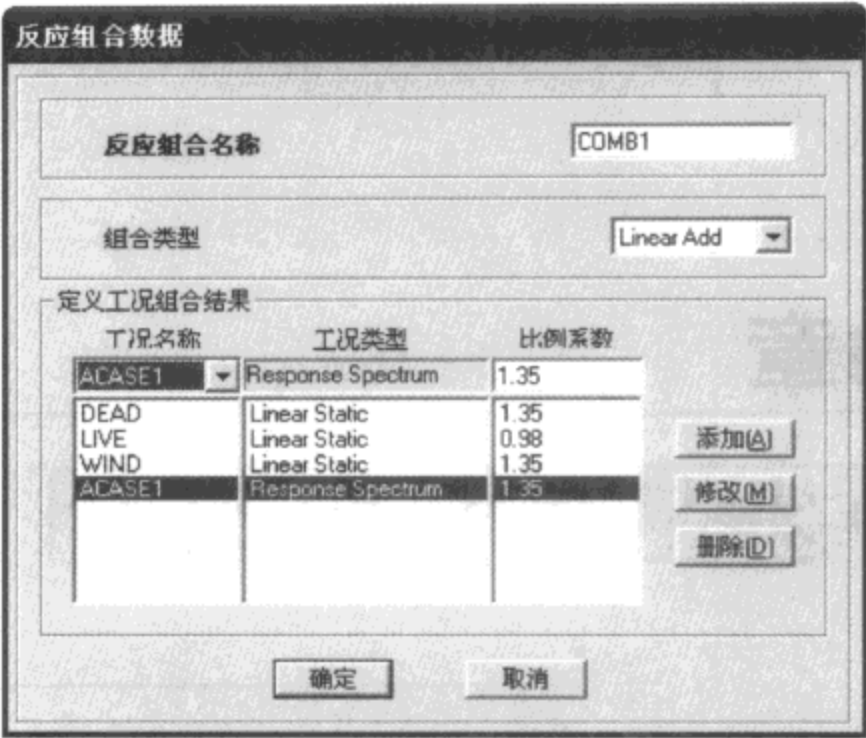 反应组合数据
反应组合名称 COMB1
组合类型 Linear Add
定义工况组合结果
工况名称 工况类型 比例系数
ACASE1 Response Spectrum 1.35
DEAD Linear Static 1.35
LIVE Linear Static 0.98
WIND Linear Static 1.35
ACASE1 Response Spectrum 1.35
添加(A)
修改(M)
删除(D)
确定 取消